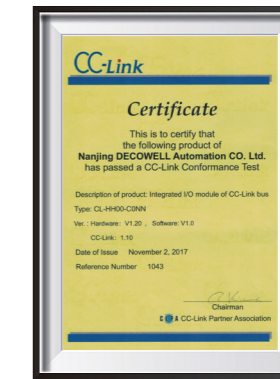 CC-Link
Certificate
This is to certify that
the following product of
Nanjing DECOWELL Automation CO. Ltd.
has passed a CC-Link Conformance Test
Description of product: Integrated I/O module of CC-Link bus
Type: CL-HH00-C0NN
Ver. : Hardware: V1.20 , Software: V1.0
CC-Link: 1.10
Date of Issue November 2, 2017
Reference Number 1043
Chairman
CC-Link Partner Association